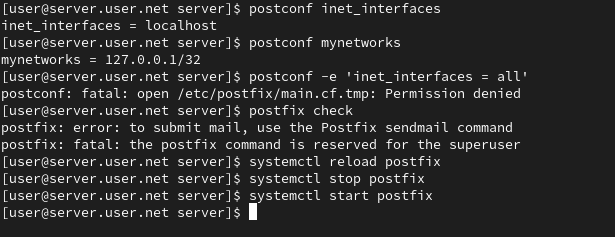 [user@server.user.net server]$ postconf inet_interfaces
inet_interfaces = localhost
[user@server.user.net server]$ postconf mynetworks
mynetworks = 127.0.0.1/32
[user@server.user.net server]$ postconf -e 'inet_interfaces = all'
postconf: fatal: open /etc/postfix/main.cf.tmp: Permission denied
[user@server.user.net server]$ postfix check
postfix: error: to submit mail, use the Postfix sendmail command
postfix: fatal: the postfix command is reserved for the superuser
[user@server.user.net server]$ systemctl reload postfix
[user@server.user.net server]$ systemctl stop postfix
[user@server.user.net server]$ systemctl start postfix
[user@server.user.net server]$